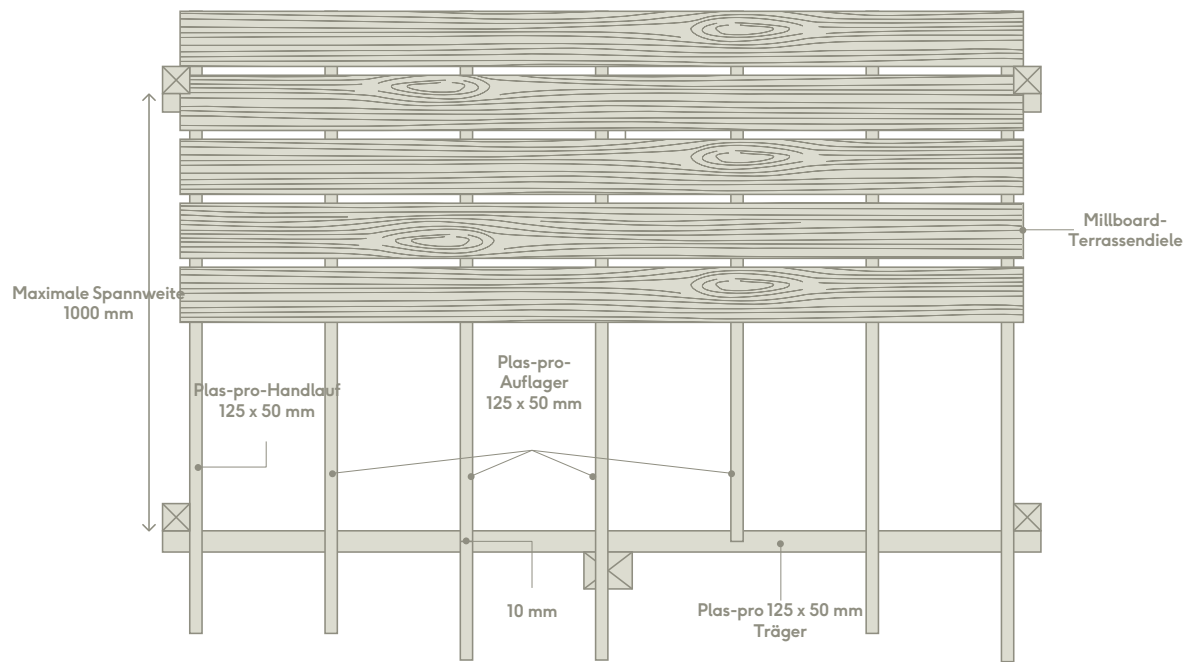 Millboard-
Terrassendiele
Maximale Spannweite
1000 mm
Plas-pro-
Auflager
125 x 50 mm
Plas-pro-Handlauf
125 x 50 mm
10 mm
Plas-pro 125 x 50 mm
Träger